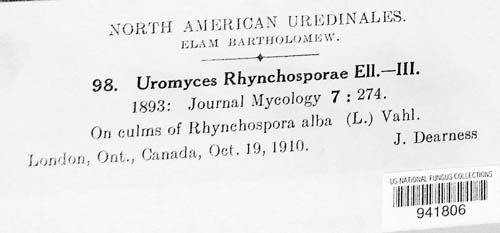 NORTH AMERICAN UREDINALES.
ELAM BARTHOLOMEW.
98. Uromyces Rhynchosporae Ell.—III.
1893: Journal Mycology 7 : 274.
On culms of Rhynchospora alba (L.) Vahl.
London, Ont., Canada, Oct. 19, 1910. J. Dearness
US NATIONAL FUNGUS COLLECTIONS
941806